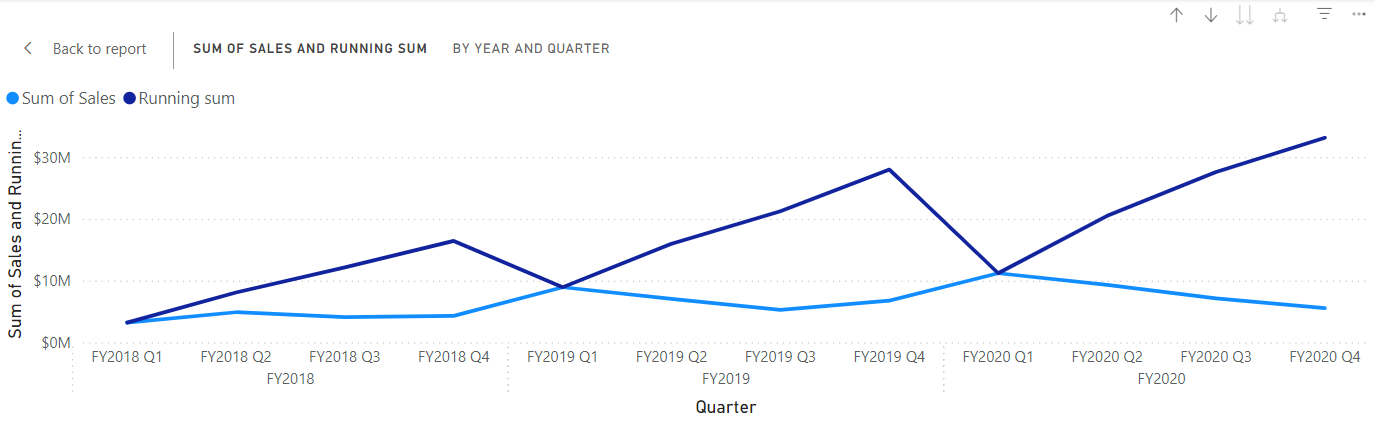 Back to report SUM OF SALES AND RUNNING SUM BY YEAR AND QUARTER
Sum of Sales Running sum
Sum of Sales and Runnin...
$30M
$20M
$10M
$0M
FY2018 Q1 FY2018 Q2 FY2018 Q3 FY2018 Q4 FY2019 Q1 FY2019 Q2 FY2019 Q3 FY2019 Q4 FY2020 Q1 FY2020 Q2 FY2020 Q3 FY2020 Q4
FY2018 FY2019 FY2020
Quarter